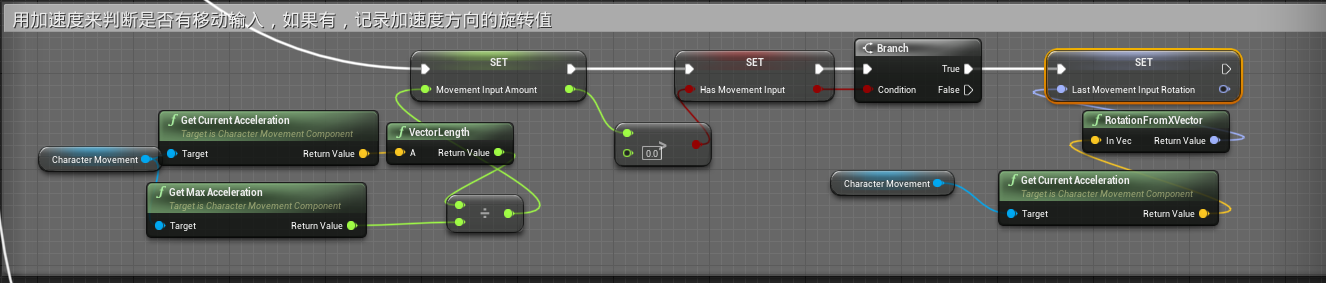 用加速度来判断是否有移动输入，如果有，记录加速度方向的旋转值
SET
Movement Input Amount
SET
Has Movement Input
Branch
True
Condition
False
SET
Last Movement Input Rotation
Get Current Acceleration
Target is Character Movement Component
Target
Return Value
VectorLength
A
Return Value
0.0
>
RotationFromXVector
In Vec
Return Value
Character Movement
Get Max Acceleration
Target is Character Movement Component
Target
Return Value
÷
Character Movement
Get Current Acceleration
Target is Character Movement Component
Target
Return Value